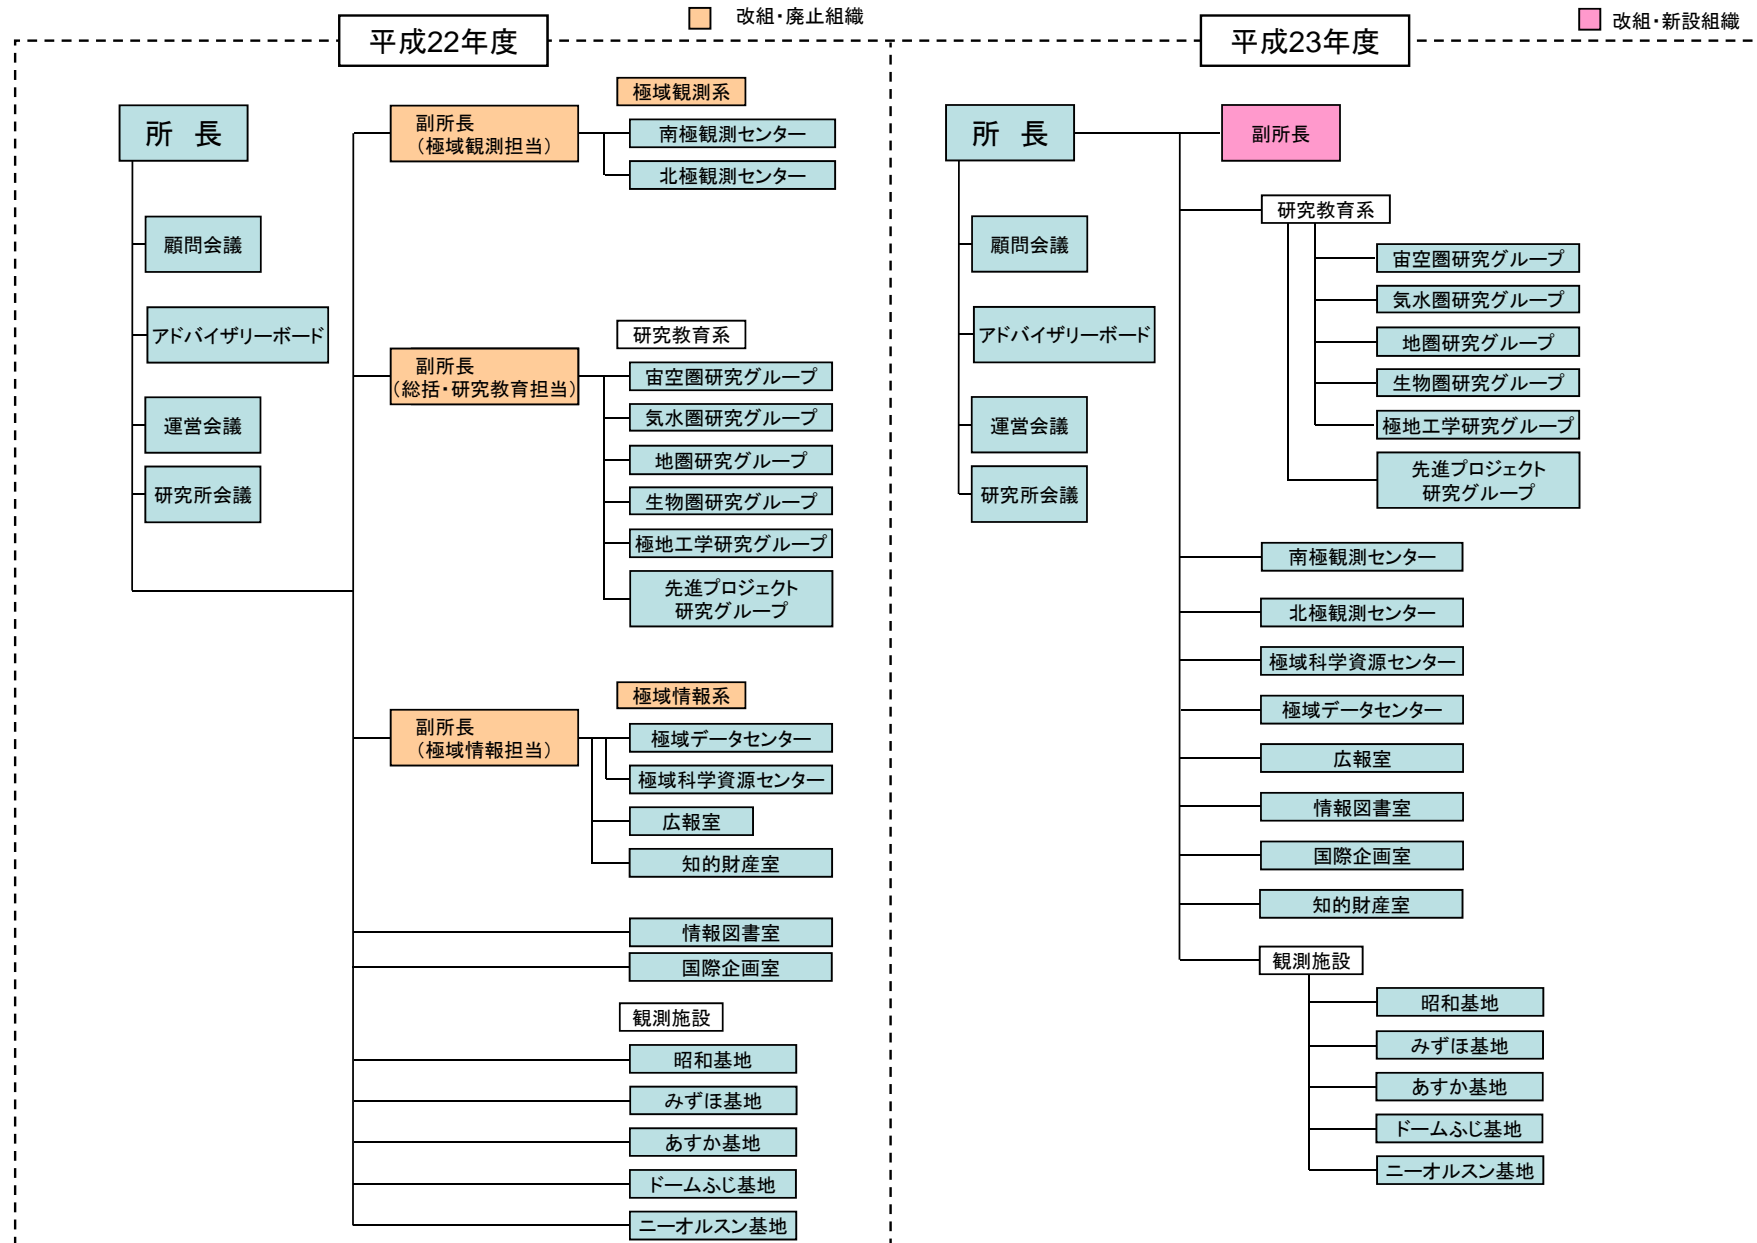 平成22年度
改組・廃止組織
極域観測系
所 長
副所長
(極域観測担当)
南極観測センター
北極観測センター
顧問会議
アドバイザリーボード
運営会議
研究所会議
研究教育系
副所長
(総括・研究教育担当)
宙空圏研究グループ
気水圏研究グループ
地圏研究グループ
生物圏研究グループ
極地工学研究グループ
先進プロジェクト
研究グループ
極域情報系
副所長
(極域情報担当)
極域データセンター
極域科学資源センター
広報室
知的財産室
情報図書室
国際企画室
観測施設
昭和基地
みずほ基地
あすか基地
ドームふじ基地
ニーオルスン基地
平成23年度
改組・新設組織
所 長
副所長
顧問会議
アドバイザリーボード
運営会議
研究所会議
研究教育系
宙空圏研究グループ
気水圏研究グループ
地圏研究グループ
生物圏研究グループ
極地工学研究グループ
先進プロジェクト
研究グループ
南極観測センター
北極観測センター
極域科学資源センター
極域データセンター
広報室
情報図書室
国際企画室
知的財産室
観測施設
昭和基地
みずほ基地
あすか基地
ドームふじ基地
ニーオルスン基地